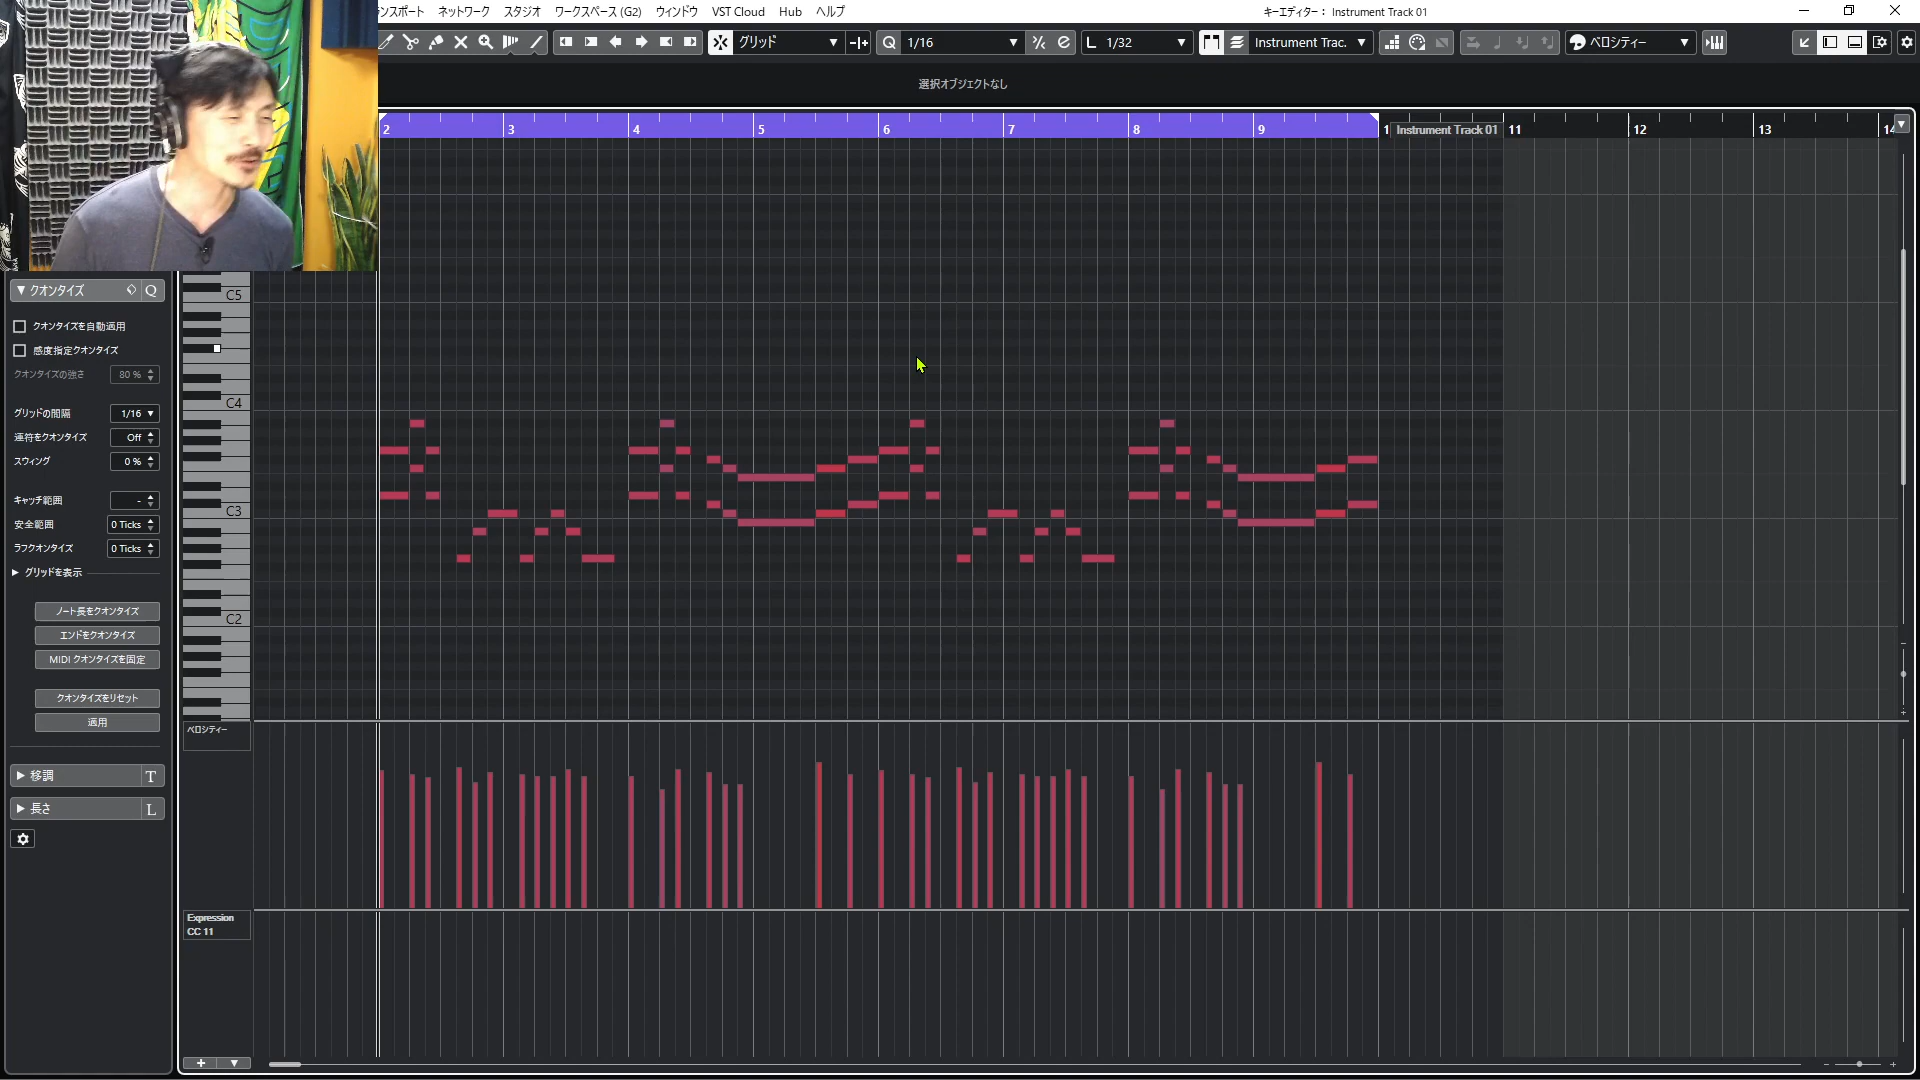 ンスポート ネットワーク スタジオ ワークスペース (G2) ウィンドウ VST Cloud Hub ヘルプ キーエディター： Instrument Track 01
グリッド 1/16 1/32 Instrument Trac. ベロシティー
選択オブジェクトなし
2 3 4 5 6 7 8 9 1 Instrument Track 01 11 12 13 14
クオンタイズ Q
クオンタイズを自動適用
感度指定クオンタイズ
クオンタイズの強さ 80 %
グリッドの間隔 1/16
連符をクオンタイズ Off
スウィング 0 %
キャッチ範囲 -
安全範囲 0 Ticks
ラフクオンタイズ 0 Ticks
グリッドを表示
ノート長をクオンタイズ
エンドをクオンタイズ
MIDI クオンタイズを固定
クオンタイズをリセット
適用
移調 T
長さ L
C5
C4
C3
C2
ベロシティー
Expression
CC 11